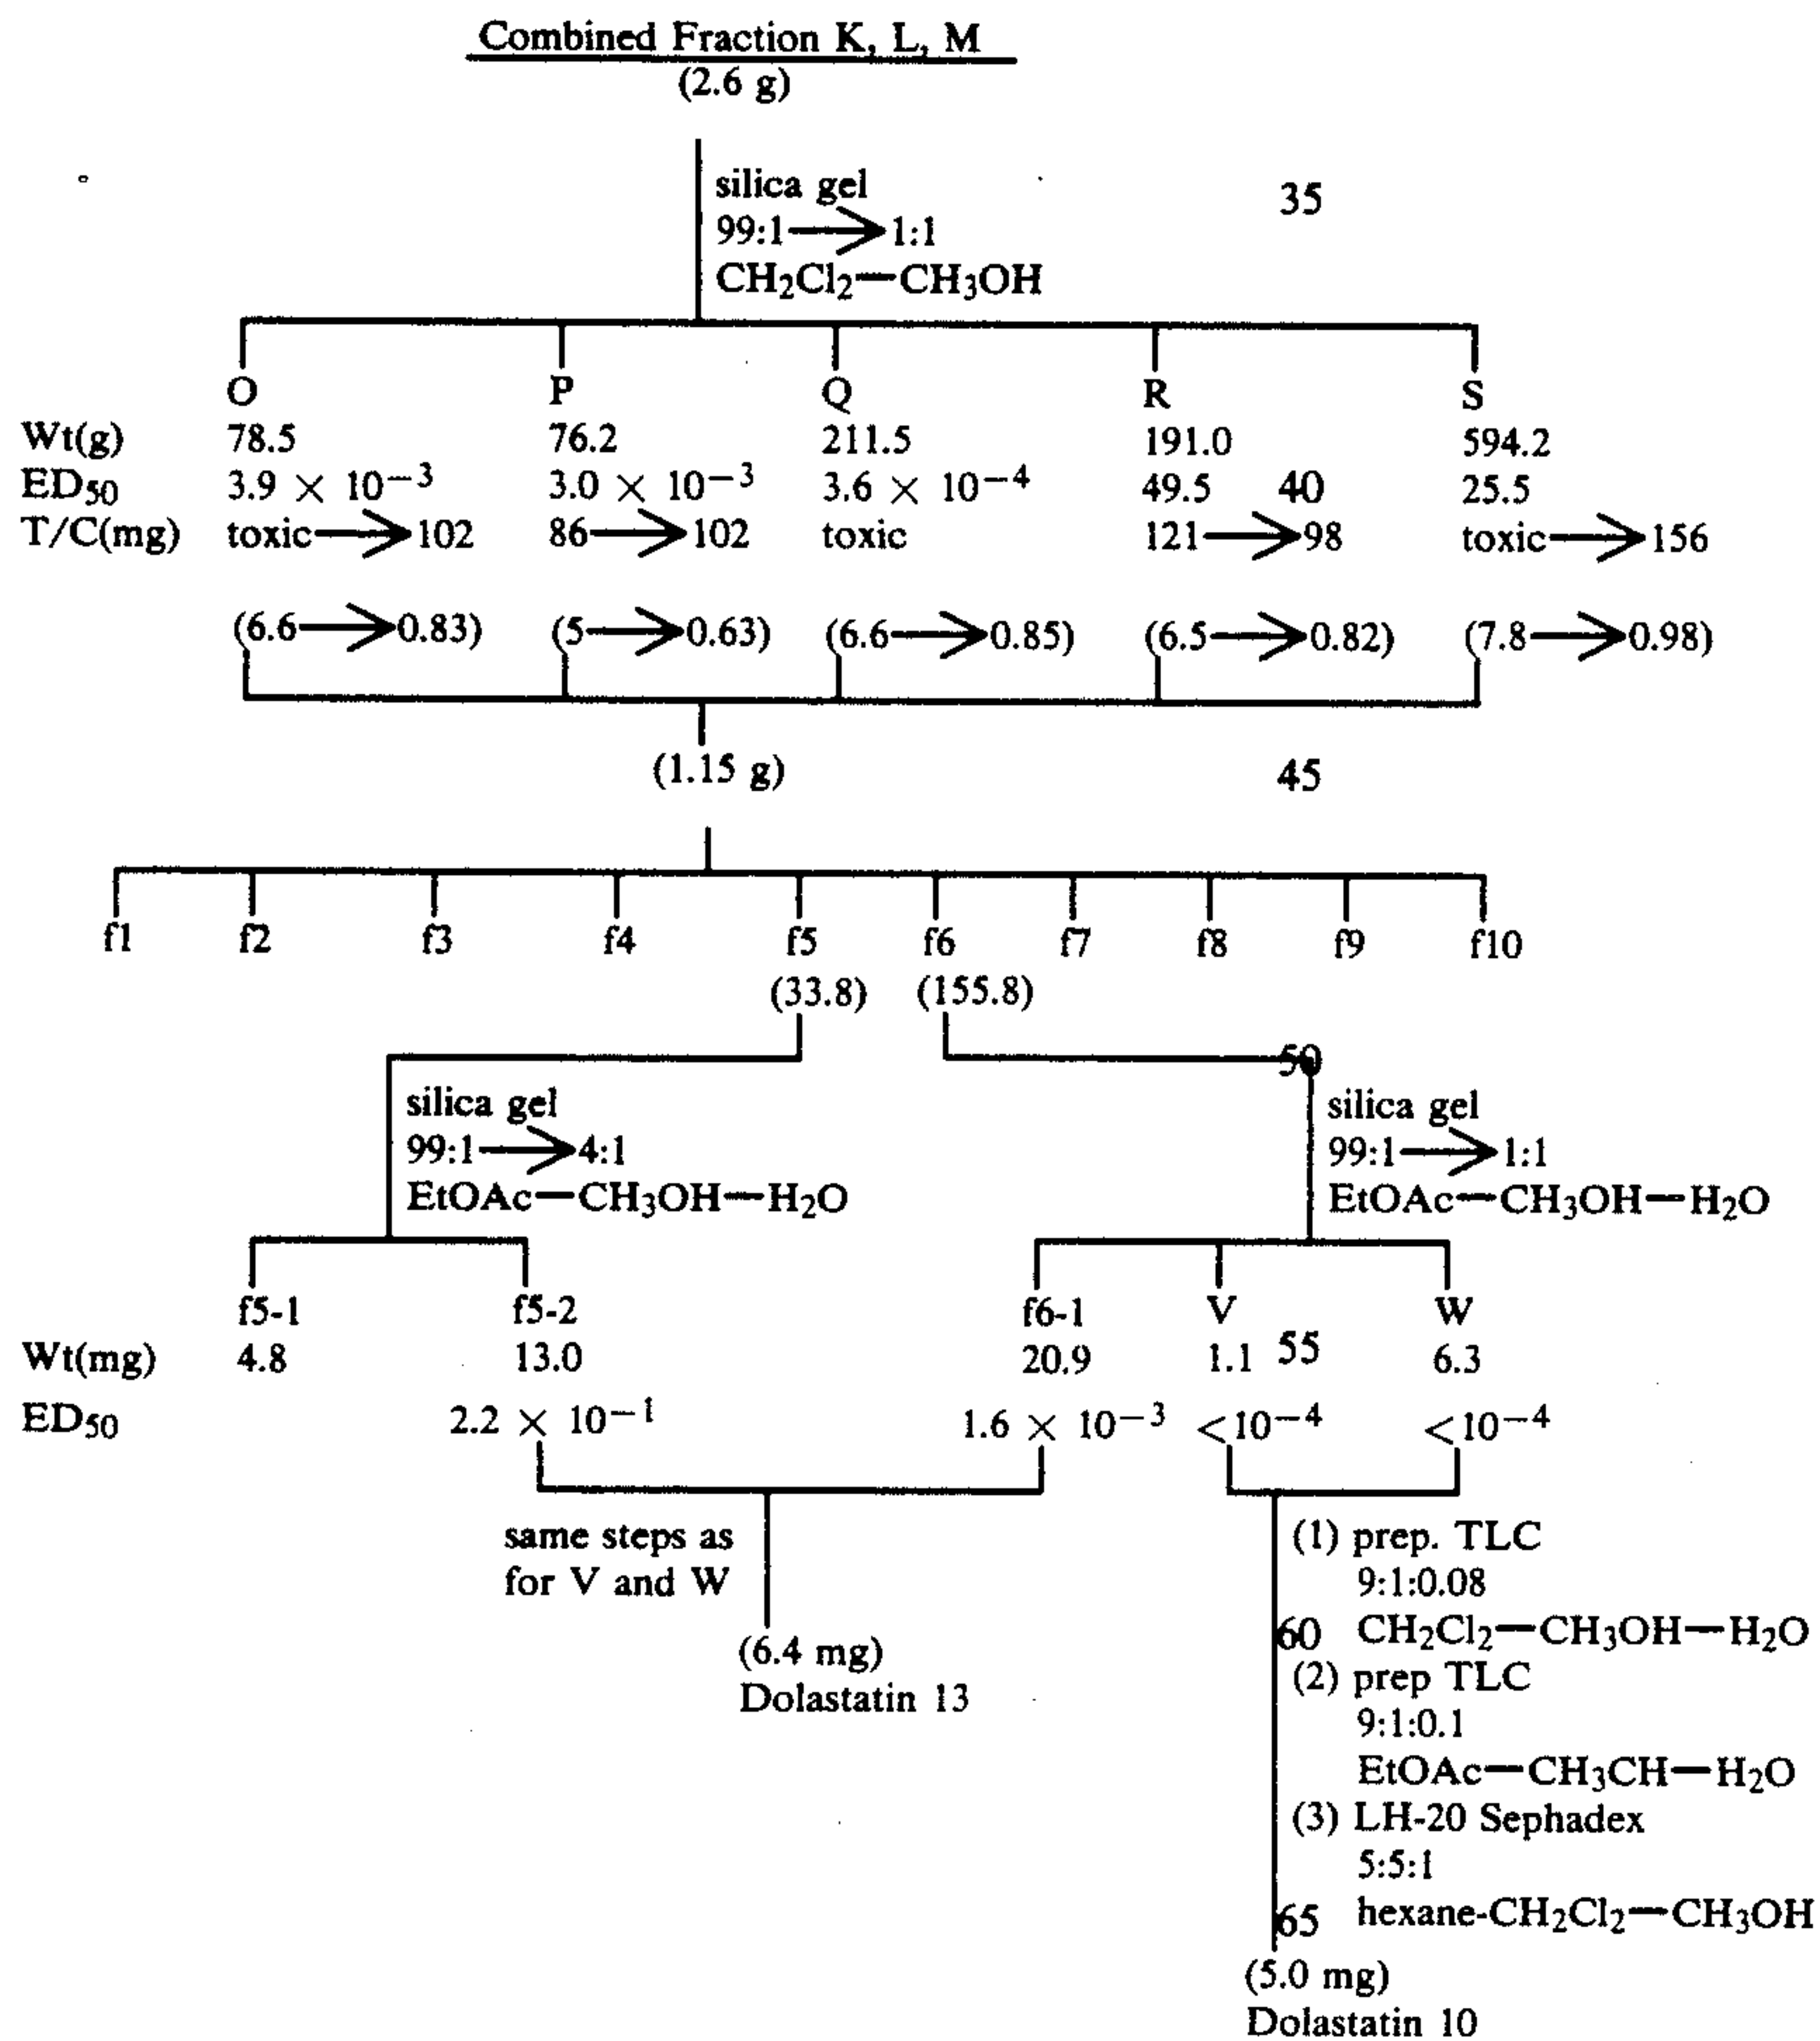 Combined Fraction K, L, M
(2.6 g)
silica gel
35
99:1→1:1
CH2Cl2—CH3OH
O P Q R S
Wt(g) 78.5 76.2 211.5 191.0 594.2
ED50 3.9 × 10−3 3.0 × 10−3 3.6 × 10−4 49.5 40 25.5
T/C(mg) toxic→102 86→102 toxic 121→98 toxic→156
(6.6→0.83) (5→0.63) (6.6→0.85) (6.5→0.82) (7.8→0.98)
(1.15 g) 45
f1 f2 f3 f4 f5 f6 f7 f8 f9 f10
(33.8) (155.8)
50
silica gel silica gel
99:1→4:1 99:1→1:1
EtOAc—CH3OH—H2O EtOAc—CH3OH—H2O
f5-1 f5-2 f6-1 V W
Wt(mg) 4.8 13.0 20.9 1.1 55 6.3
ED50 2.2 × 10−1 1.6 × 10−3 <10−4 <10−4
same steps as
for V and W
(6.4 mg)
Dolastatin 13
(1) prep. TLC
9:1:0.08
60 CH2Cl2—CH3OH—H2O
(2) prep TLC
9:1:0.1
EtOAc—CH3CH—H2O
(3) LH-20 Sephadex
5:5:1
65 hexane-CH2Cl2—CH3OH
(5.0 mg)
Dolastatin 10